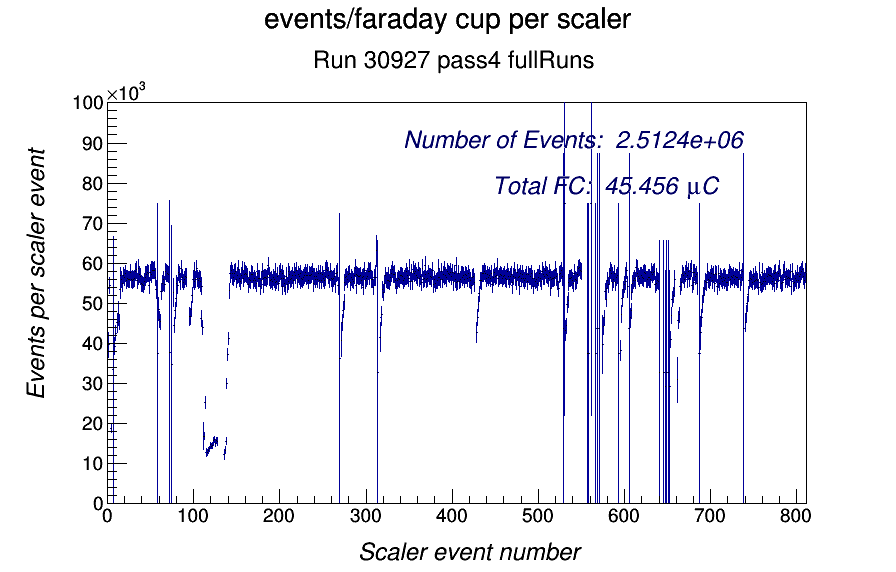 events/faraday cup per scaler
Run 30927 pass4 fullRuns
×10³
100
90
80
70
60
50
40
30
20
10
0
Events per scaler event
Number of Events: 2.5124e+06
Total FC: 45.456 μC
0 100 200 300 400 500 600 700 800
Scaler event number